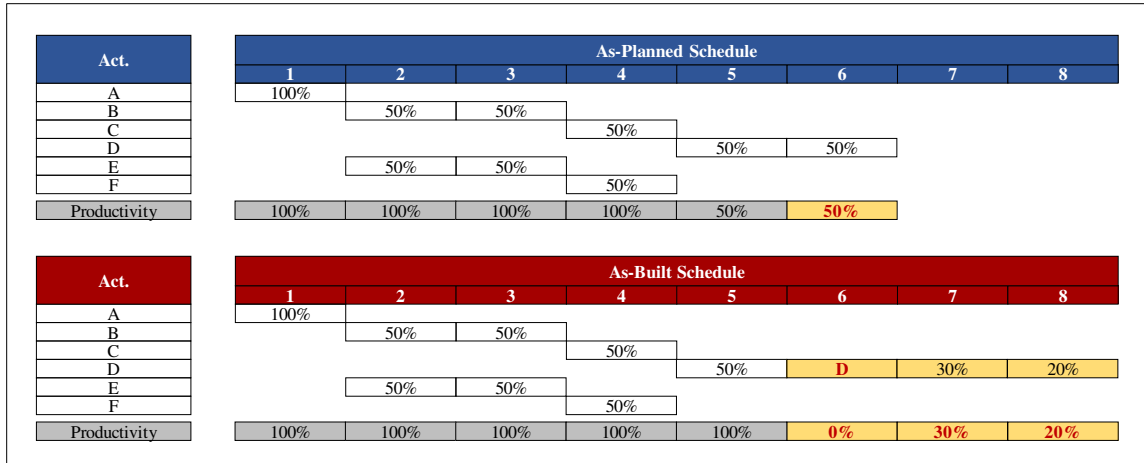 Act. As-Planned Schedule
1 2 3 4 5 6 7 8
A 100%
B 50% 50%
C 50%
D 50% 50%
E 50% 50%
F 50%
Productivity 100% 100% 100% 100% 50% 50%
Act. As-Built Schedule
1 2 3 4 5 6 7 8
A 100%
B 50% 50%
C 50%
D 50% D 30% 20%
E 50% 50%
F 50%
Productivity 100% 100% 100% 100% 100% 0% 30% 20%